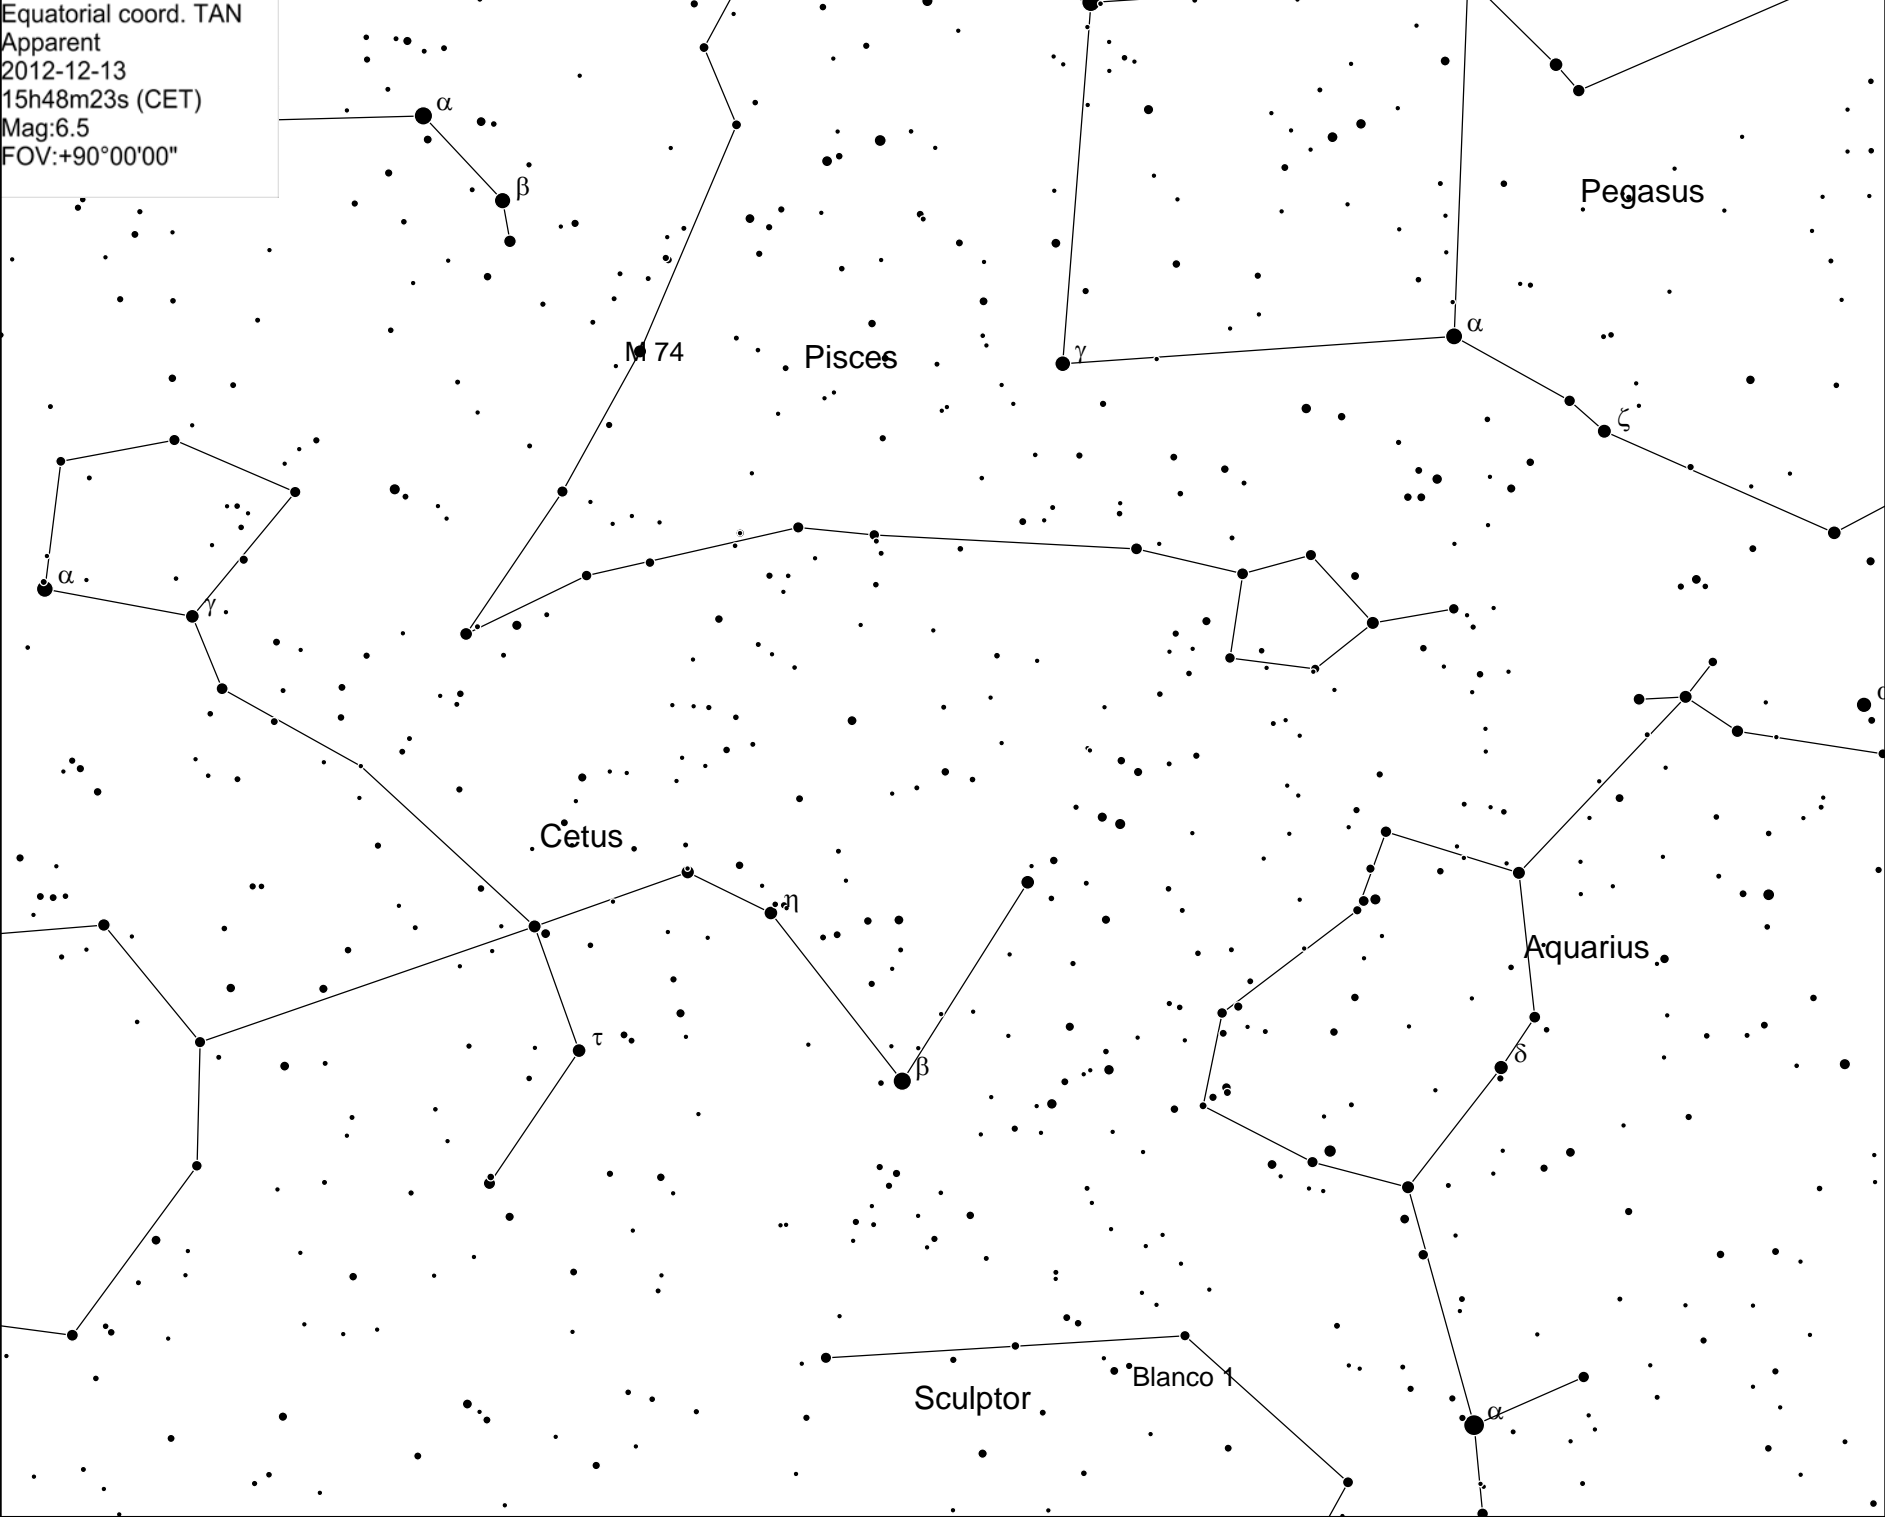 Equatorial coord. TAN
Apparent
2012-12-13
15h48m23s (CET)
Mag:6.5
FOV:+90°00'00"
α
β
Pegasus
α
M 74
Pisces
γ
ζ
α
γ
α
Cetus
η
Aquarius
τ
δ
β
Blanco 1
Sculptor
α